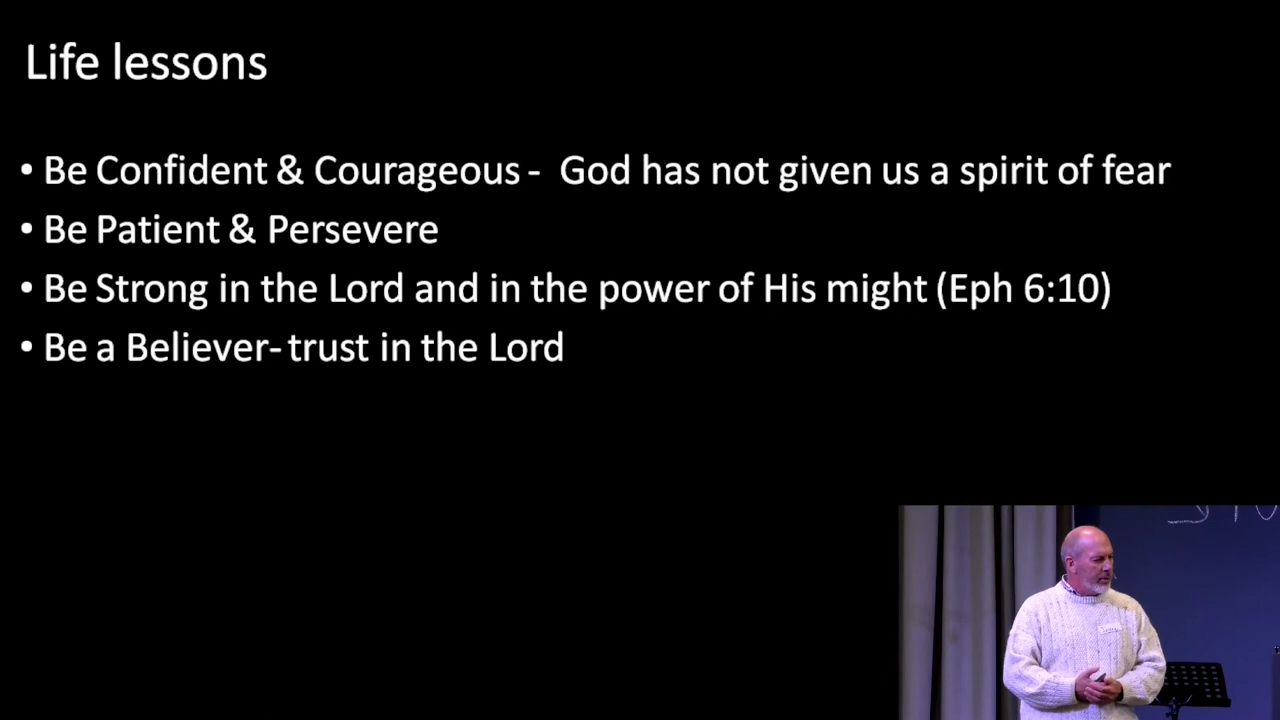 Life lessons
• Be Confident & Courageous - God has not given us a spirit of fear
• Be Patient & Persevere
• Be Strong in the Lord and in the power of His might (Eph 6:10)
• Be a Believer- trust in the Lord